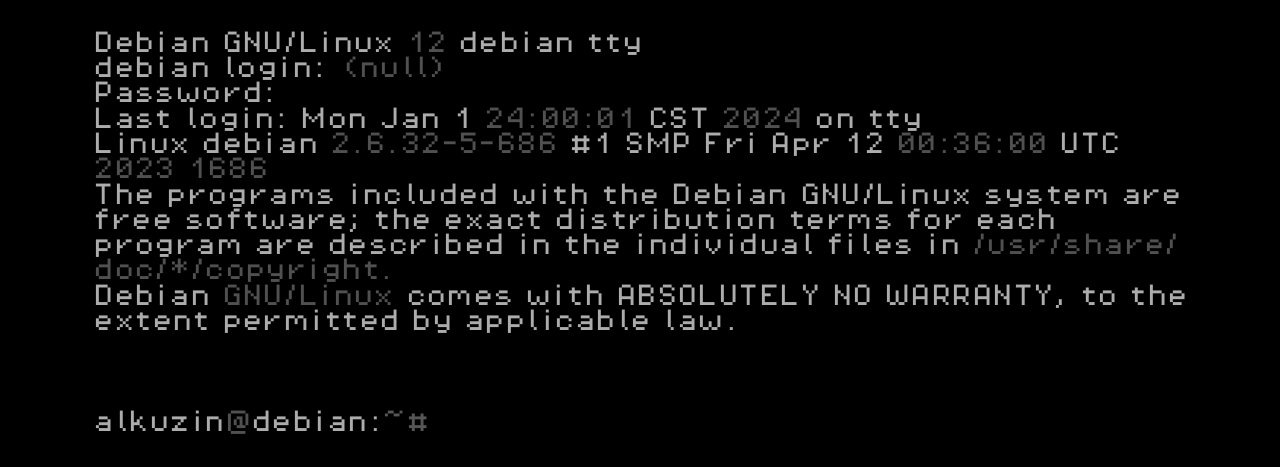 Debian GNU/Linux 12 debian tty
debian login: (null)
Password:
Last login: Mon Jan 1 24:00:01 CST 2024 on tty
Linux debian 2.6.32-5-686 #1 SMP Fri Apr 12 00:36:00 UTC
2023 1686
The programs included with the Debian GNU/Linux system are
free software; the exact distribution terms for each
program are described in the individual files in /usr/share/
doc/*/copyright.
Debian GNU/Linux comes with ABSOLUTELY NO WARRANTY, to the
extent permitted by applicable law.
alkuzin@debian:~#